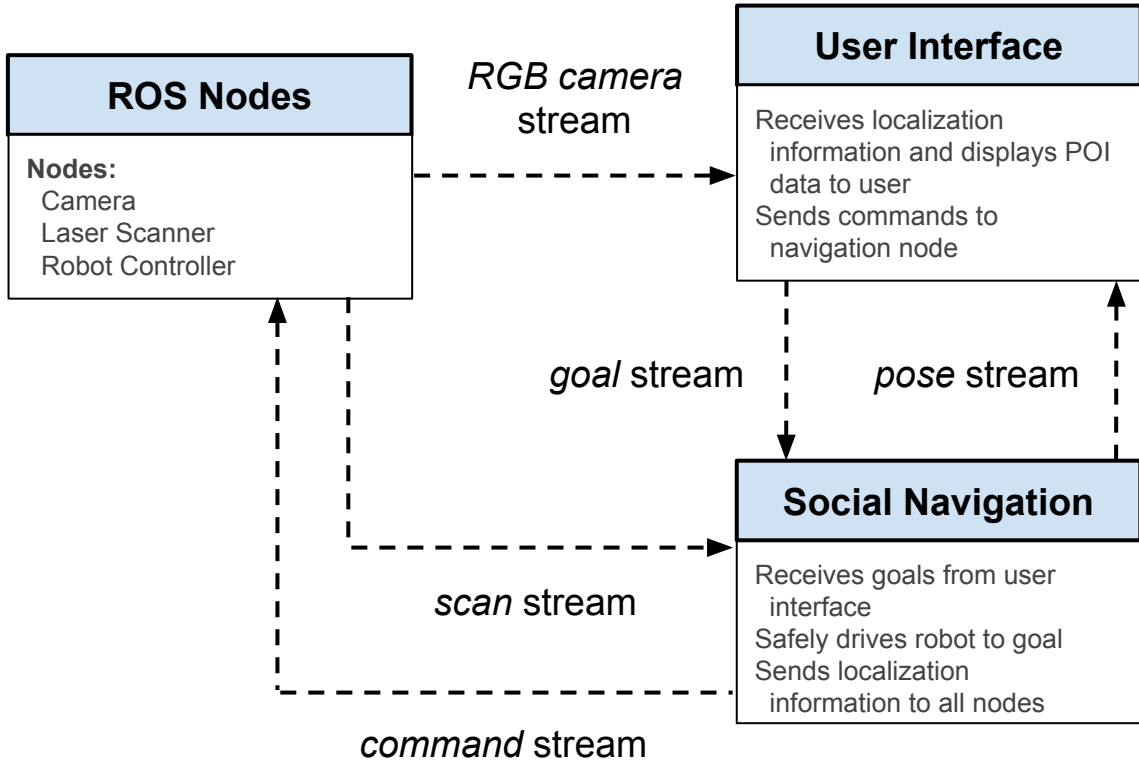 ROS Nodes
Nodes:
Camera
Laser Scanner
Robot Controller
RGB camera
stream
User Interface
Receives localization
information and displays POI
data to user
Sends commands to
navigation node
goal stream
pose stream
Social Navigation
Receives goals from user
interface
Safely drives robot to goal
Sends localization
information to all nodes
scan stream
command stream